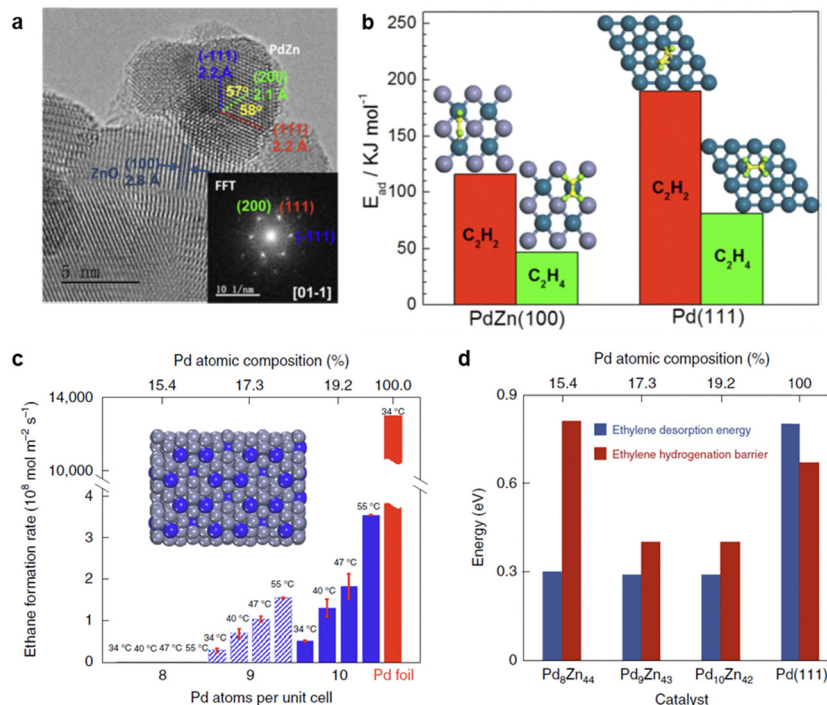 a
PdZn
(-111)
2.2 Å
(200)
2.1 Å
57º
58º
(111)
2.2 Å
ZnO
(100)
2.8 Å
FFT
(200)
(111)
(-111)
5 nm
10 1/nm
[01-1]
b
E_ad / KJ mol⁻¹
250
200
150
100
50
0
C₂H₂
C₂H₄
C₂H₂
C₂H₄
PdZn(100)
Pd(111)
c
Pd atomic composition (%)
15.4 17.3 19.2 100.0
Ethane formation rate (10⁸ mol m⁻² s⁻¹)
14,000
10,000
4
3
2
1
0
34 °C 40 °C 47 °C 55 °C
34 °C
40 °C
47 °C
55 °C
34 °C
40 °C
47 °C
55 °C
34 °C
8 9 10 Pd foil
Pd atoms per unit cell
d
Pd atomic composition (%)
15.4 17.3 19.2 100
Ethylene desorption energy
Ethylene hydrogenation barrier
Energy (eV)
0.9
0.6
0.3
0
Pd₈Zn₄₄ Pd₉Zn₄₃ Pd₁₀Zn₄₂ Pd(111)
Catalyst